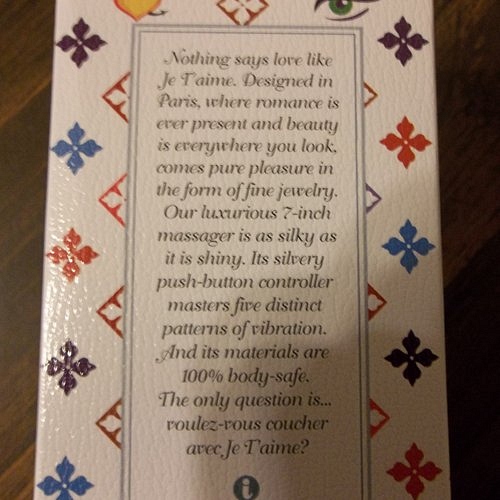 Nothing says love like
Je T'aime. Designed in
Paris, where romance is
ever present and beauty
is everywhere you look,
comes pure pleasure in
the form of fine jewelry.
Our luxurious 7-inch
massager is as silky as
it is shiny. Its silvery
push-button controller
masters five distinct
patterns of vibration.
And its materials are
100% body-safe.
The only question is...
voulez-vous coucher
avec Je T'aime?
i